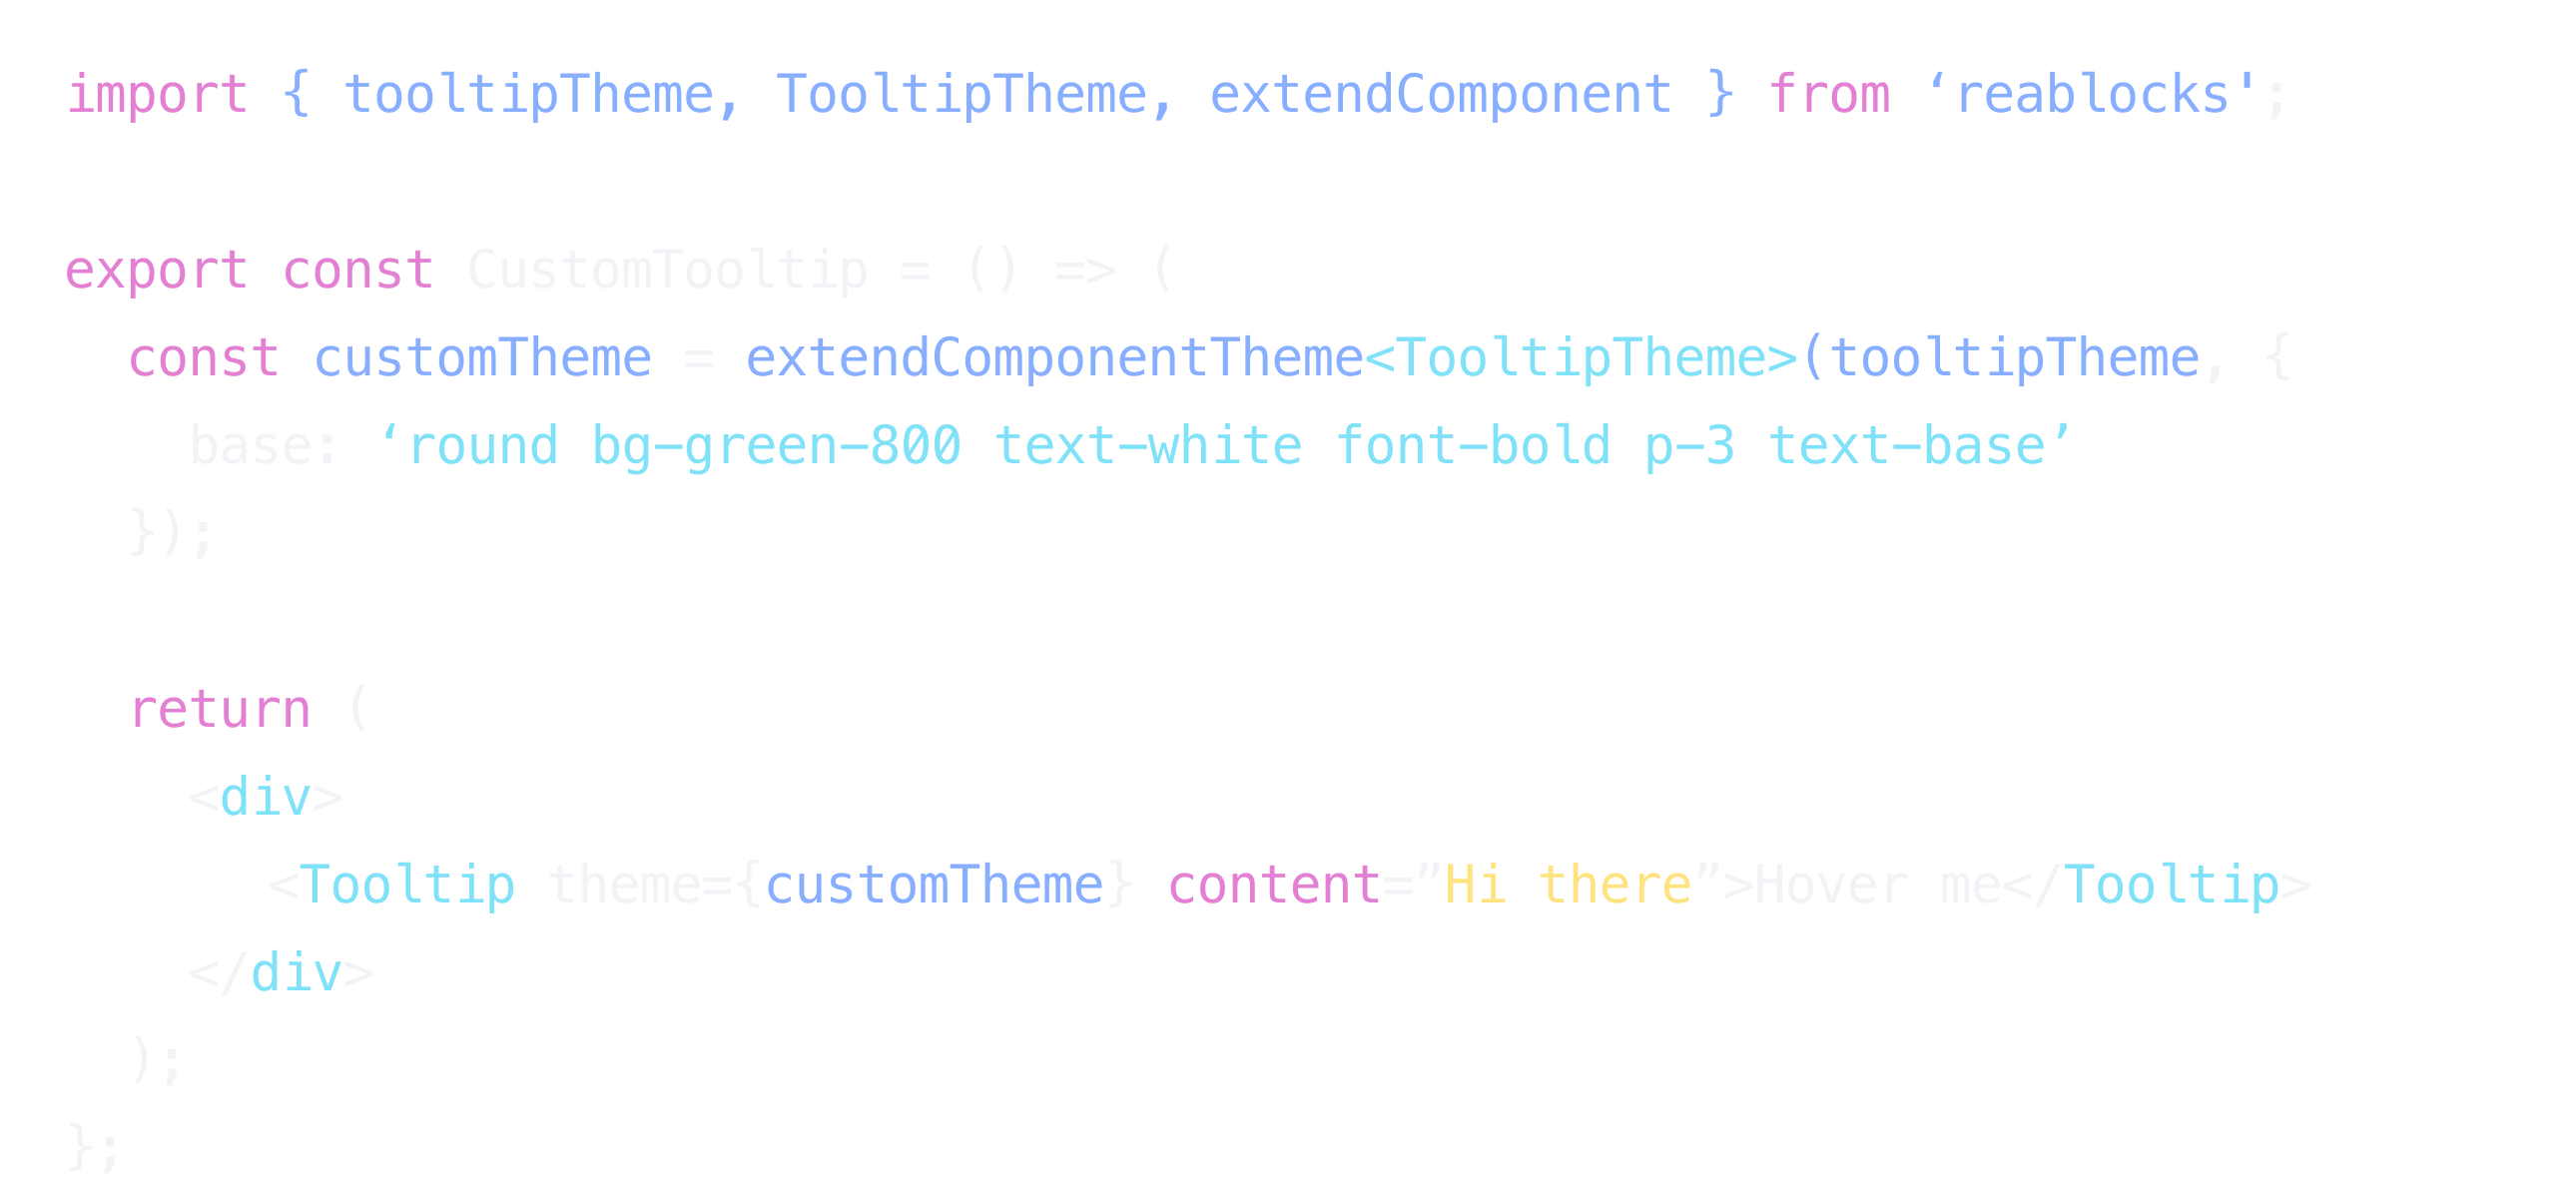 import { tooltipTheme, TooltipTheme, extendComponent } from ‘reablocks';
export const CustomTooltip = () => (
const customTheme = extendComponentTheme<TooltipTheme>(tooltipTheme, {
base: ‘round bg-green-800 text-white font-bold p-3 text-base’
});
return (
<div>
<Tooltip theme={customTheme} content=”Hi there”>Hover me</Tooltip>
</div>
);
};